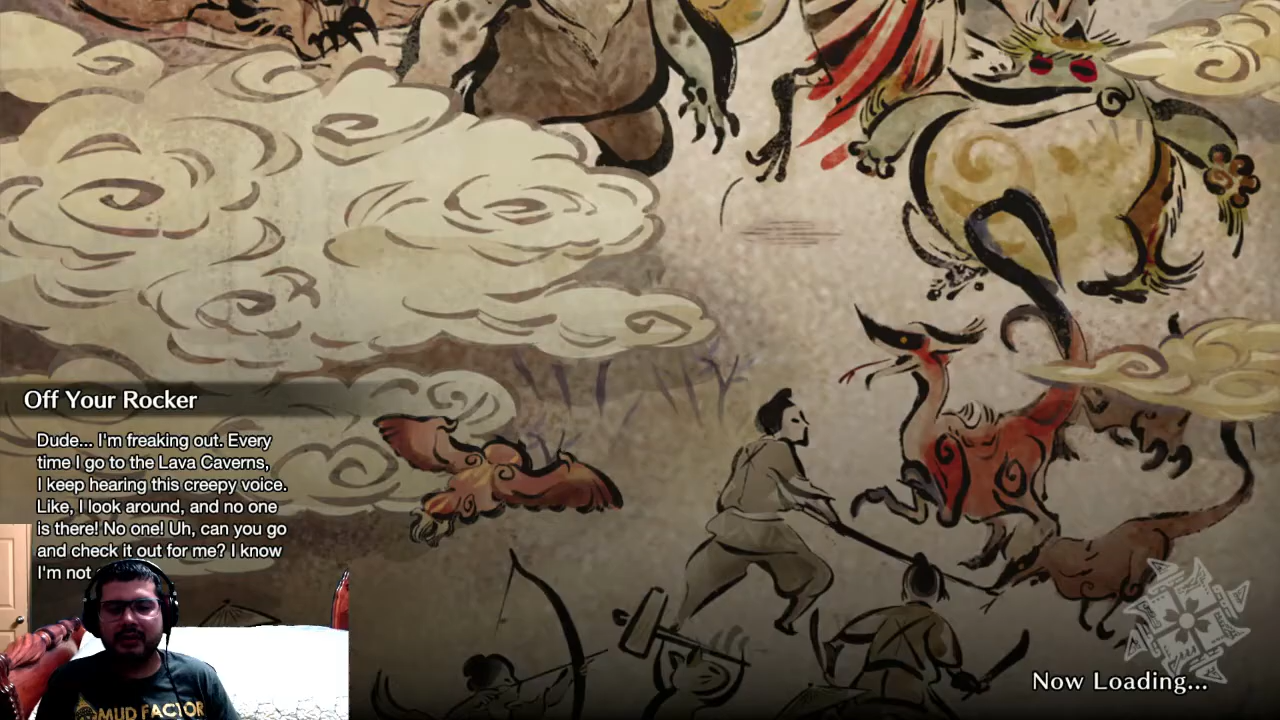 Off Your Rocker
Dude... I'm freaking out. Every
time I go to the Lava Caverns,
I keep hearing this creepy voice.
Like, I look around, and no one
is there! No one! Uh, can you go
and check it out for me? I know
I'm not
MUD FACTOR
Now Loading...